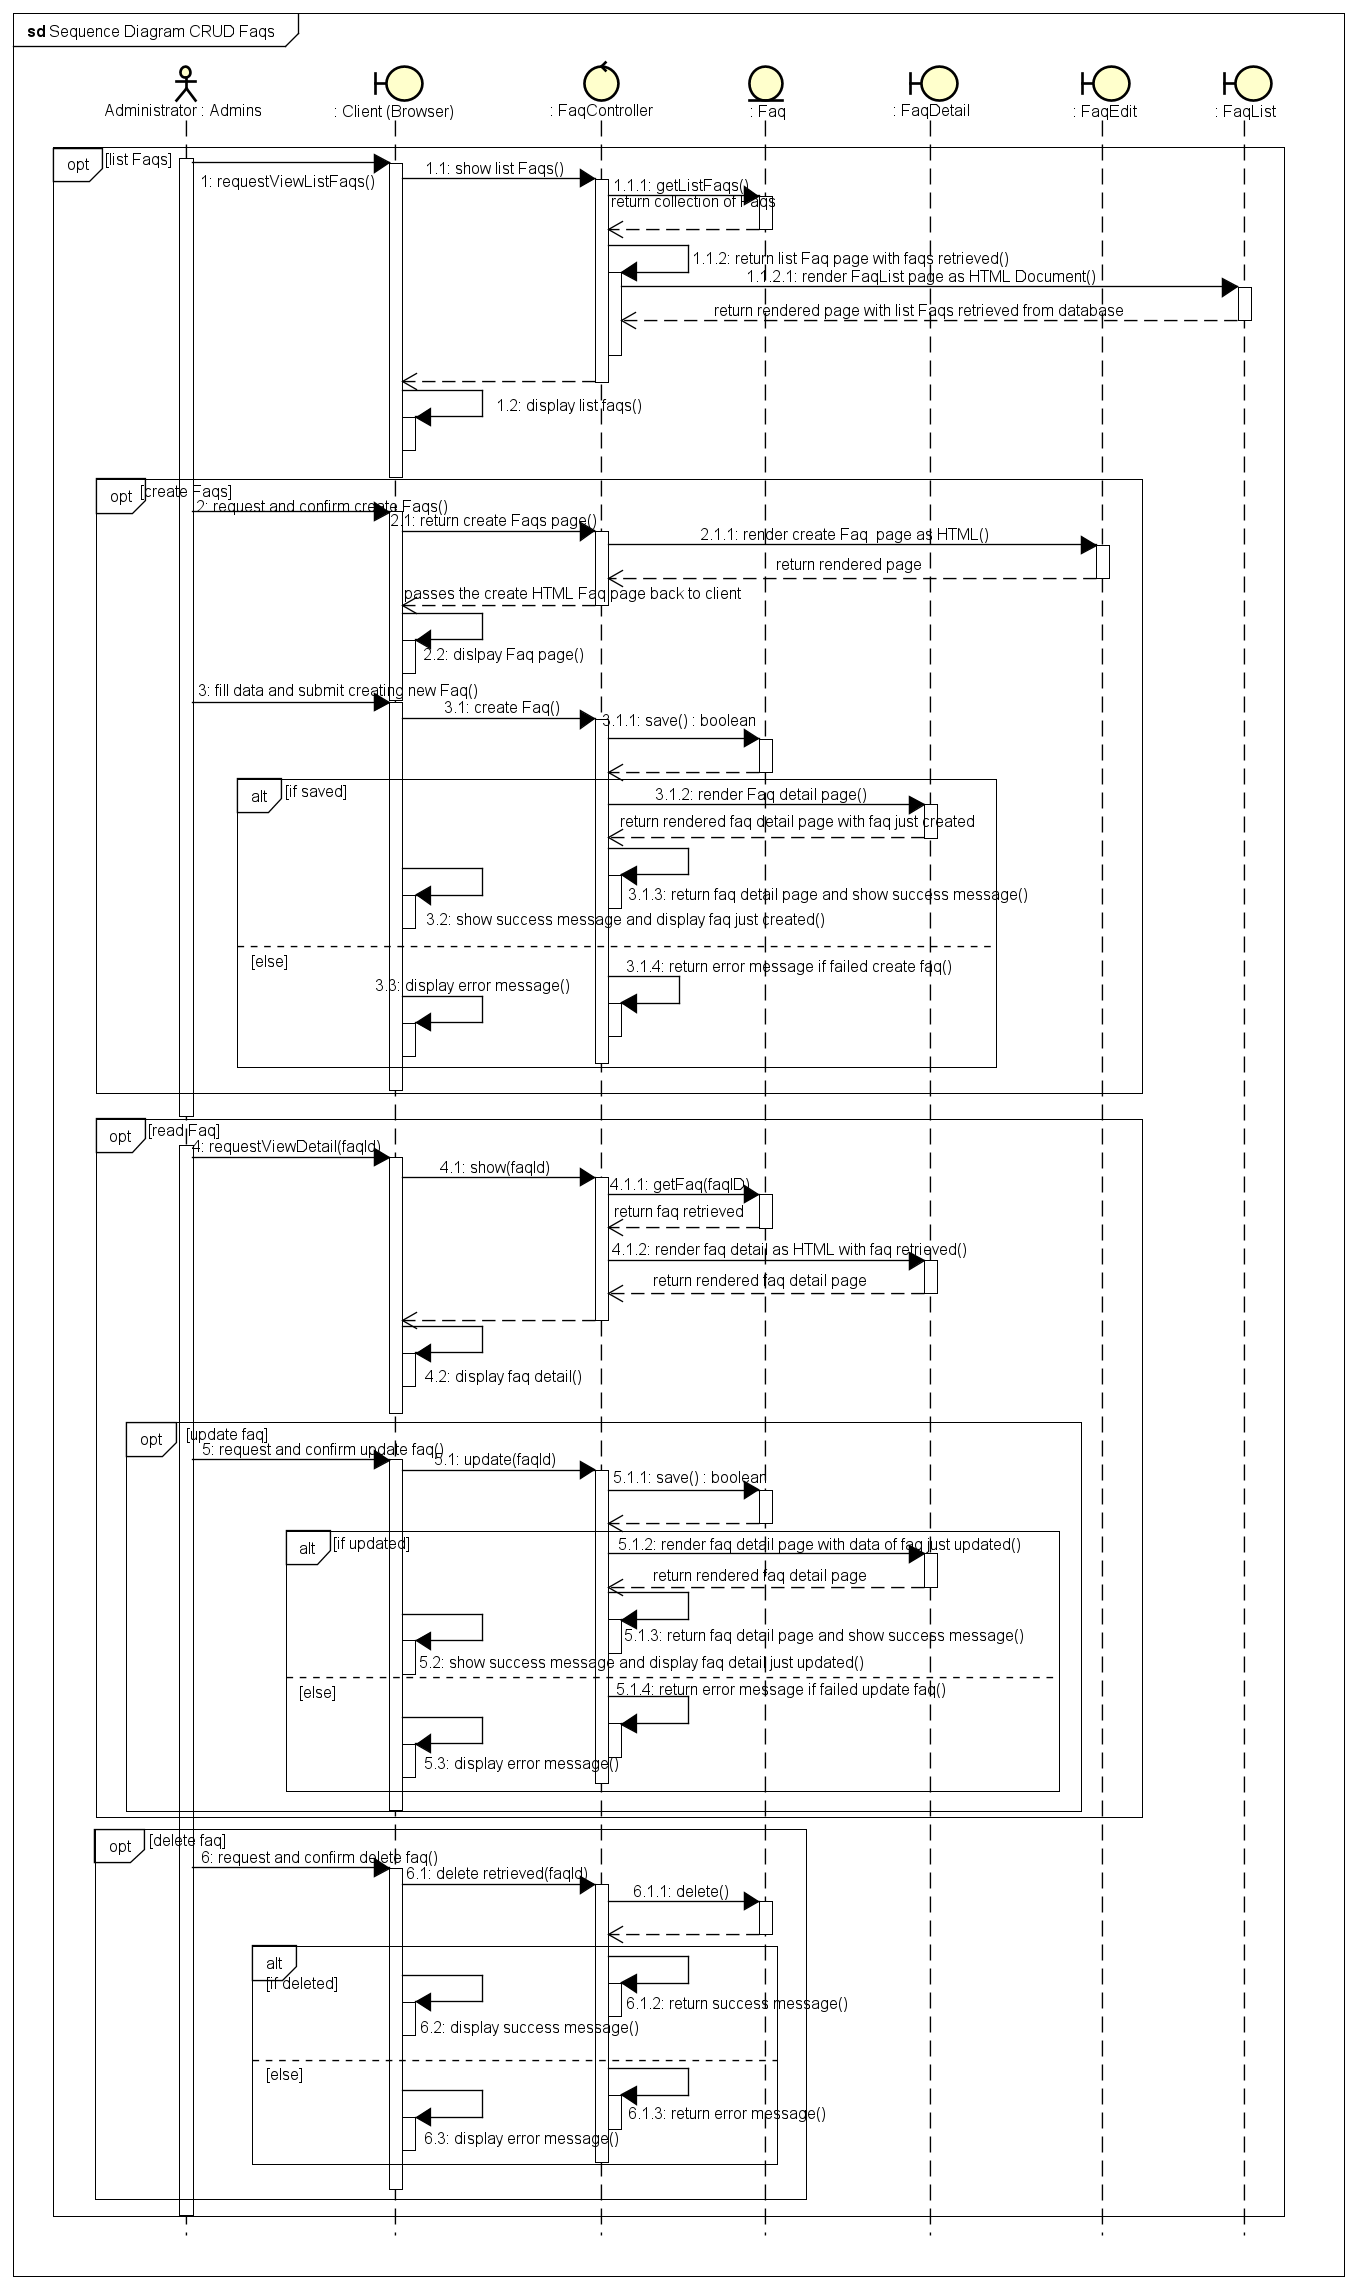 sd Sequence Diagram CRUD Faqs
Administrator : Admins
: Client (Browser)
: FaqController
: Faq
: FaqDetail
: FaqEdit
: FaqList
opt
[list Faqs]
1: requestViewListFaqs()
1.1: show list Faqs()
1.1.1: getListFaqs()
return collection of Faqs
1.1.2: return list Faq page with faqs retrieved()
1.1.2.1: render FaqList page as HTML Document()
return rendered page with list Faqs retrieved from database
1.2: display list faqs()
opt
[create Faqs]
2: request and confirm create Faqs()
2.1: return create Faqs page()
2.1.1: render create Faq  page as HTML()
return rendered page
passes the create HTML Faq page back to client
2.2: dislpay Faq page()
3: fill data and submit creating new Faq()
3.1: create Faq()
3.1.1: save() : boolean
alt
[if saved]
3.1.2: render Faq detail page()
return rendered faq detail page with faq just created
3.1.3: return faq detail page and show success message()
3.2: show success message and display faq just created()
[else]
3.1.4: return error message if failed create faq()
3.3: display error message()
opt
[read Faq]
4: requestViewDetail(faqId)
4.1: show(faqId)
4.1.1: getFaq(faqID)
return faq retrieved
4.1.2: render faq detail as HTML with faq retrieved()
return rendered faq detail page
4.2: display faq detail()
opt
[update faq]
5: request and confirm update faq()
5.1: update(faqId)
5.1.1: save() : boolean
alt
[if updated]
5.1.2: render faq detail page with data of faq just updated()
return rendered faq detail page
5.1.3: return faq detail page and show success message()
5.2: show success message and display faq detail just updated()
[else]
5.1.4: return error message if failed update faq()
5.3: display error message()
opt
[delete faq]
6: request and confirm delete faq()
6.1: delete retrieved(faqId)
6.1.1: delete()
alt
[if deleted]
6.1.2: return success message()
6.2: display success message()
[else]
6.1.3: return error message()
6.3: display error message()